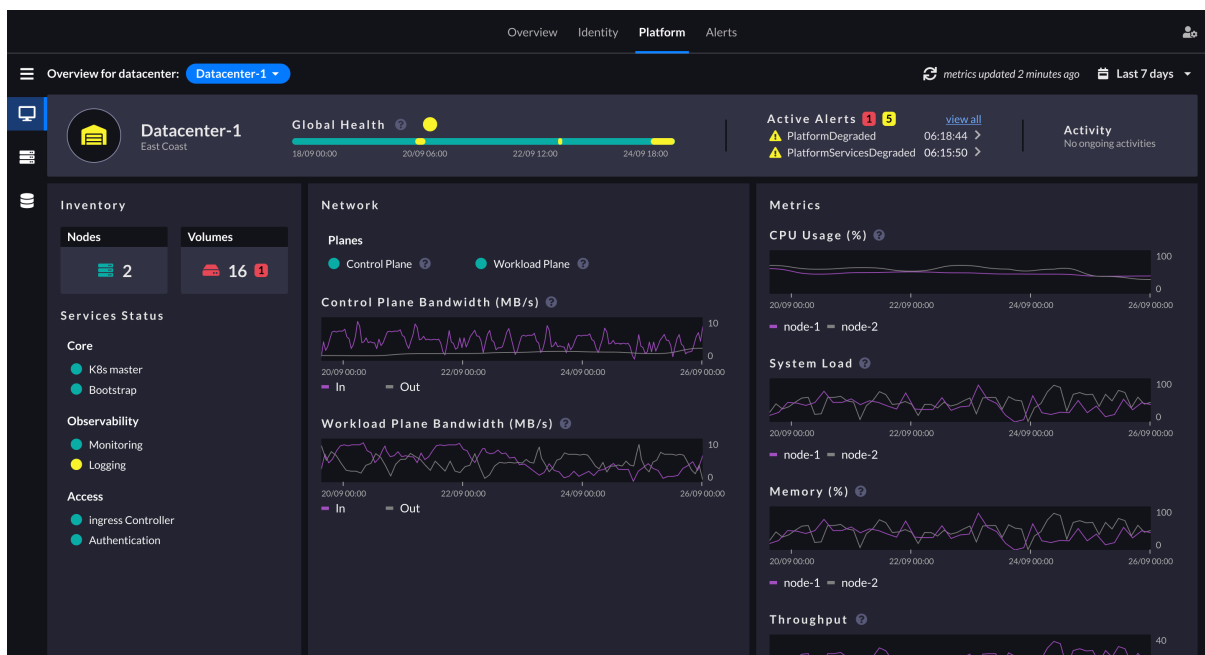 Overview Identity Platform Alerts
Overview for datacenter: Datacenter-1 metrics updated 2 minutes ago Last 7 days
Datacenter-1
East Coast
Global Health ?
18/09 00:00 20/09 06:00 22/09 12:00 24/09 18:00
Active Alerts 1 5 view all
PlatformDegraded 06:18:44
PlatformServicesDegraded 06:15:50
Activity
No ongoing activities
Inventory
Nodes Volumes
2 16 1
Services Status
Core
K8s master
Bootstrap
Observability
Monitoring
Logging
Access
ingress Controller
Authentication
Network
Planes
Control Plane ? Workload Plane ?
Control Plane Bandwidth (MB/s) ?
10
0
20/09 00:00 22/09 00:00 24/09 00:00 26/09 00:00
In Out
Workload Plane Bandwidth (MB/s) ?
10
0
20/09 00:00 22/09 00:00 24/09 00:00 26/09 00:00
In Out
Metrics
CPU Usage (%) ?
100
0
20/09 00:00 22/09 00:00 24/09 00:00 26/09 00:00
node-1 node-2
System Load ?
100
0
20/09 00:00 22/09 00:00 24/09 00:00 26/09 00:00
node-1 node-2
Memory (%) ?
100
0
20/09 00:00 22/09 00:00 24/09 00:00 26/09 00:00
node-1 node-2
Throughput ?
40